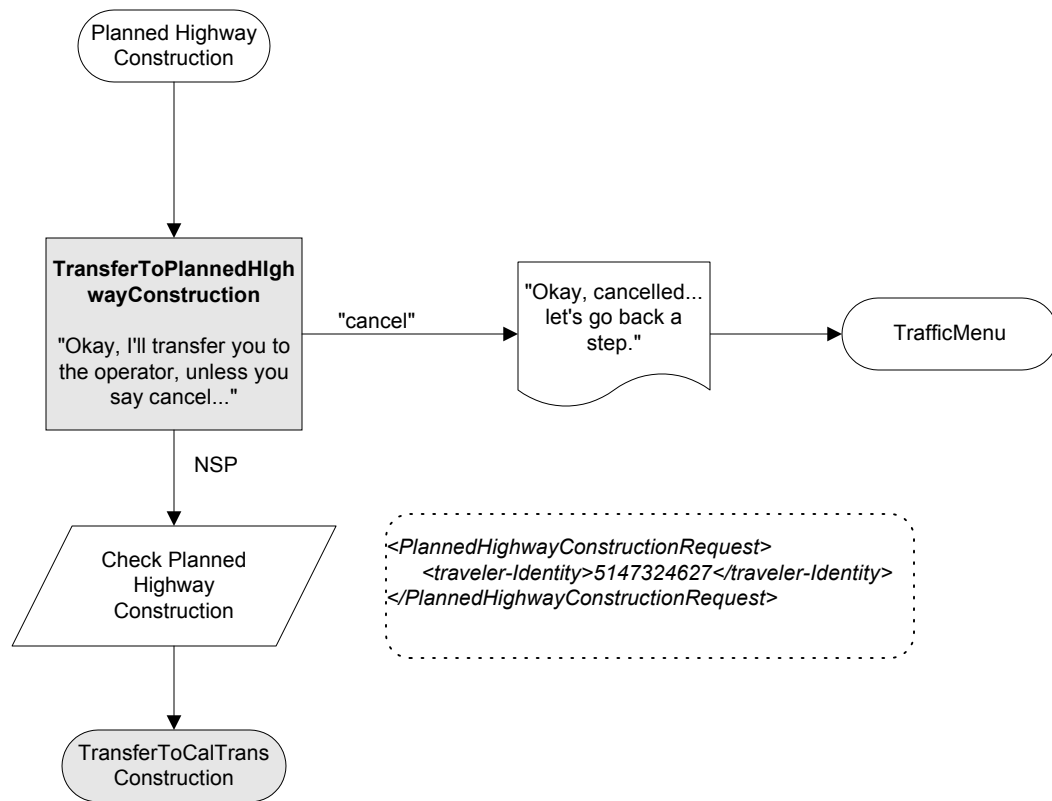 Planned Highway
Construction
TransferToPlannedHIgh
wayConstruction
"Okay, I'll transfer you to
the operator, unless you
say cancel..."
"cancel"
"Okay, cancelled...
let's go back a
step."
TrafficMenu
NSP
Check Planned
Highway
Construction
<PlannedHighwayConstructionRequest>
<traveler-Identity>5147324627</traveler-Identity>
</PlannedHighwayConstructionRequest>
TransferToCalTrans
Construction